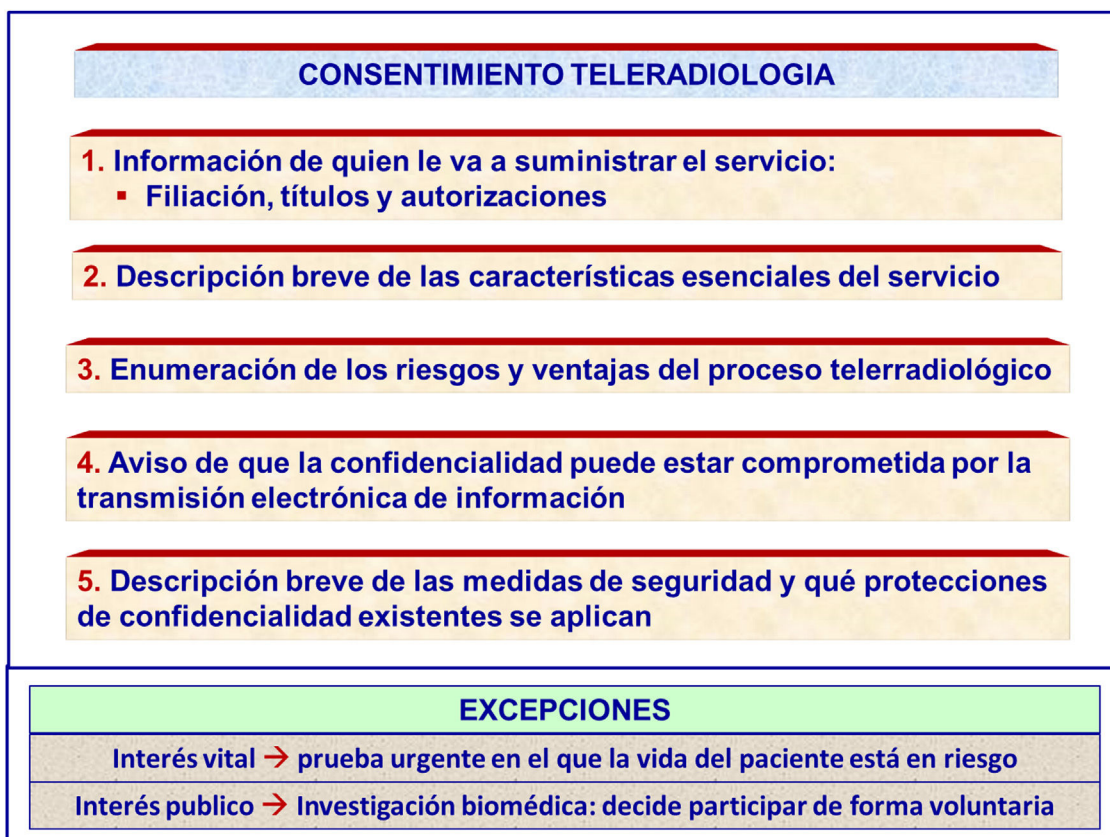 CONSENTIMIENTO TELERADIOLOGIA
1. Información de quien le va a suministrar el servicio:
▪ Filiación, títulos y autorizaciones
2. Descripción breve de las características esenciales del servicio
3. Enumeración de los riesgos y ventajas del proceso telerradiológico
4. Aviso de que la confidencialidad puede estar comprometida por la
transmisión electrónica de información
5. Descripción breve de las medidas de seguridad y qué protecciones
de confidencialidad existentes se aplican
EXCEPCIONES
Interés vital → prueba urgente en el que la vida del paciente está en riesgo
Interés publico → Investigación biomédica: decide participar de forma voluntaria